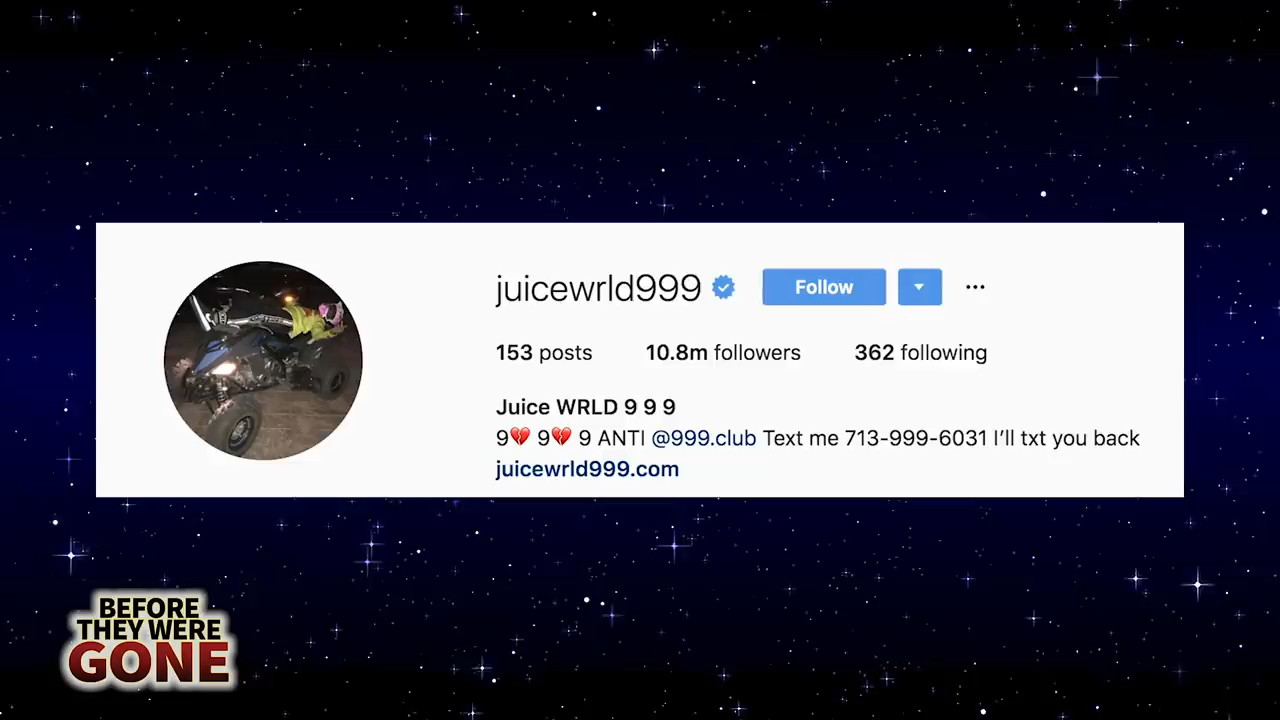 juicewrld999 Follow ...
153 posts 10.8m followers 362 following
Juice WRLD 9 9 9
9💔 9💔 9 ANTI @999.club Text me 713-999-6031 I’ll txt you back
juicewrld999.com
BEFORE
THEY WERE
GONE